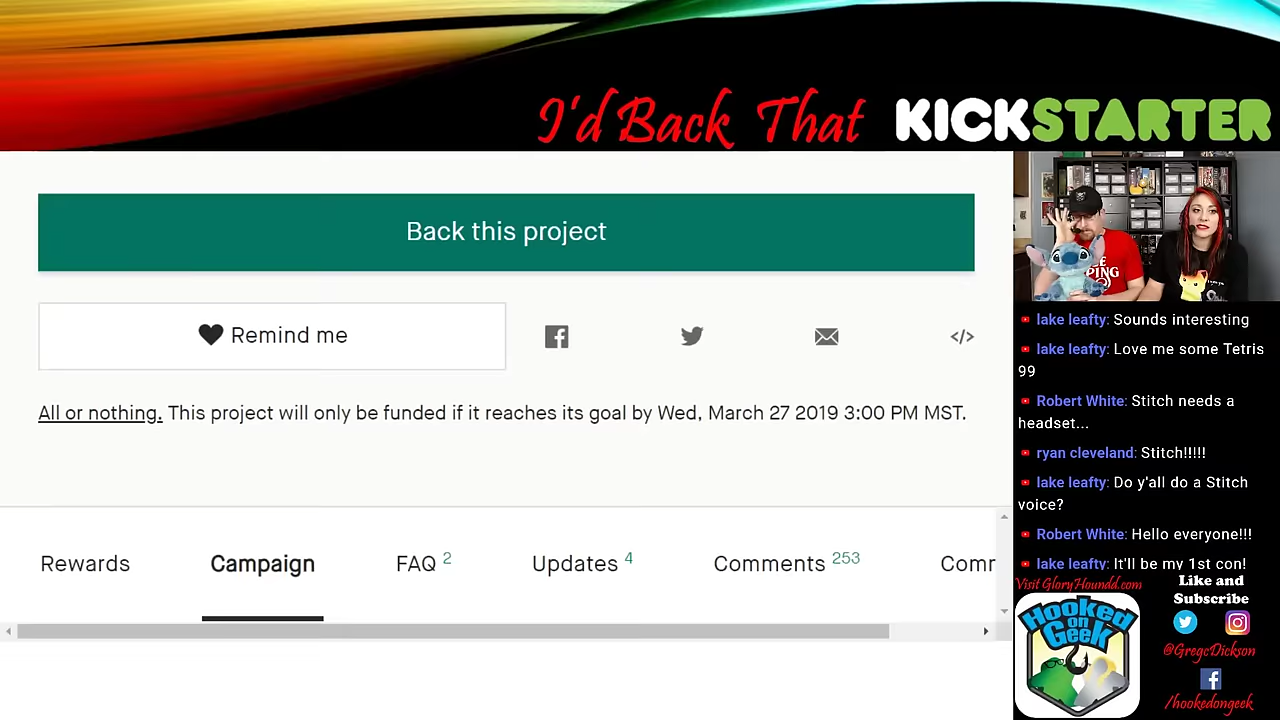 I'd Back That KICKSTARTER
Back this project
Remind me
</>
All or nothing. This project will only be funded if it reaches its goal by Wed, March 27 2019 3:00 PM MST.
Rewards Campaign FAQ 2 Updates 4 Comments 253 Comm
lake leafty: Sounds interesting
lake leafty: Love me some Tetris
99
Robert White: Stitch needs a
headset...
ryan cleveland: Stitch!!!!!
lake leafty: Do y'all do a Stitch
voice?
Robert White: Hello everyone!!!
lake leafty: It'll be my 1st con!
Visit GloryHoundd.com
Hooked
on
Geek
Like and
Subscribe
@GregcDickson
/hookedongeek